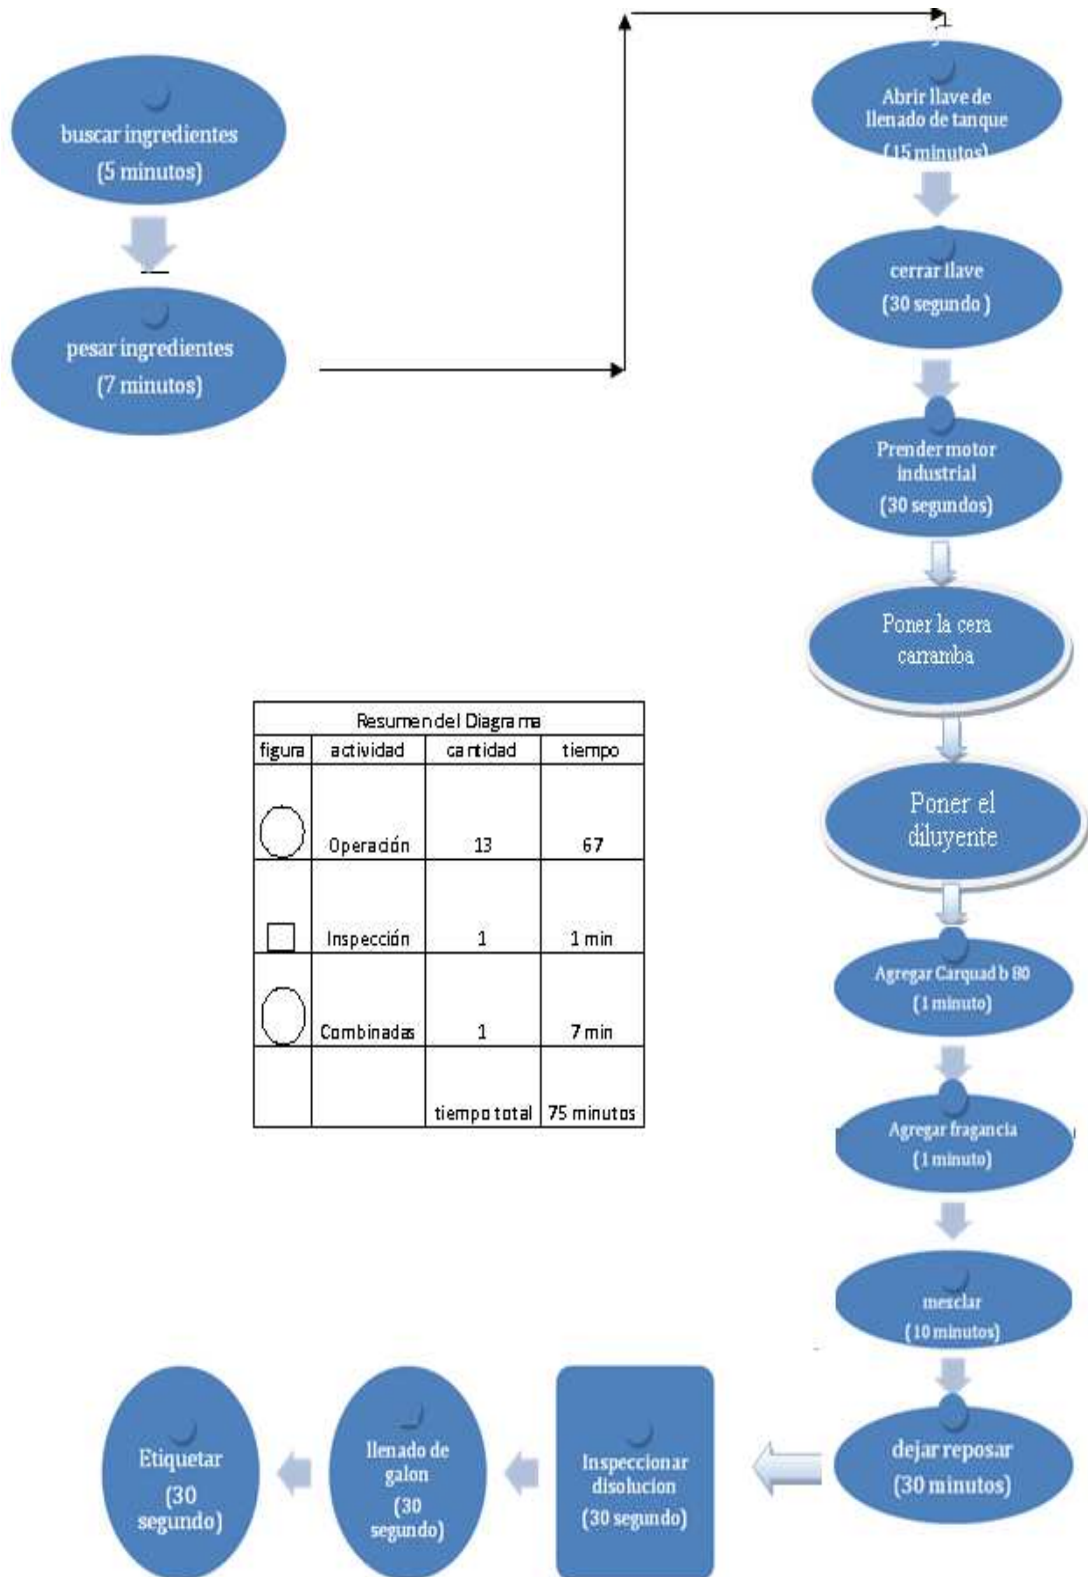 buscar ingredientes
(5 minutos)
pesar ingredientes
(7 minutos)
Abrir llave de
llenado de tanque
(15 minutos)
cerrar llave
(30 segundo )
Prender motor
industrial
(30 segundos)
Poner la cera
carramba
Poner el
diluyente
Agregar Carquad b 80
(1 minuto)
Agregar fragancia
(1 minuto)
mezclar
(10 minutos)
dejar reposar
(30 minutos)
Inspeccionar
disolucion
(30 segundo)
llenado de
galon
(30
segundo)
Etiquetar
(30
segundo)
Resumen del Diagrama
figura actividad cantidad tiempo
Operación 13 67
Inspección 1 1 min
Combinadas 1 7 min
tiempo total 75 minutos